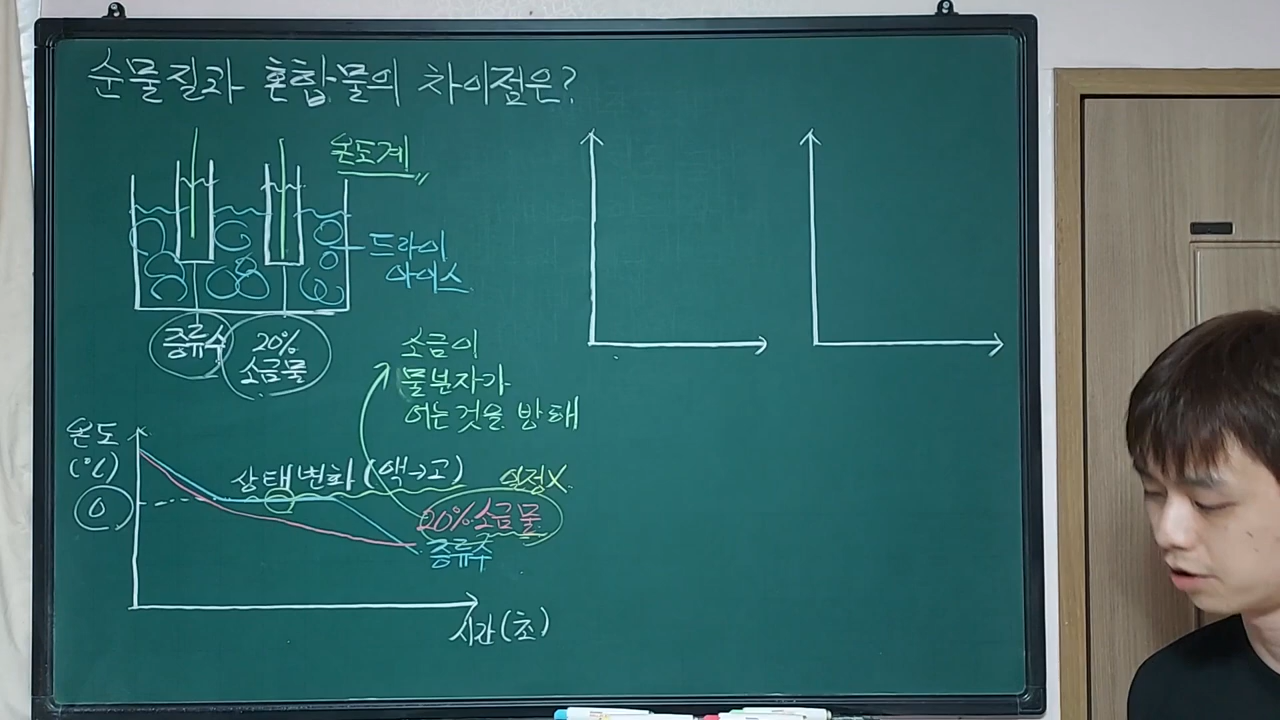 순물질과 혼합물의 차이점은?
온도계
드라이
아이스
증류수
20%
소금물
소금이
물분자가
어는것을 방해
온도
(℃)
0
상태변화(액→고)
일정X
20% 소금물
증류수
시간(초)